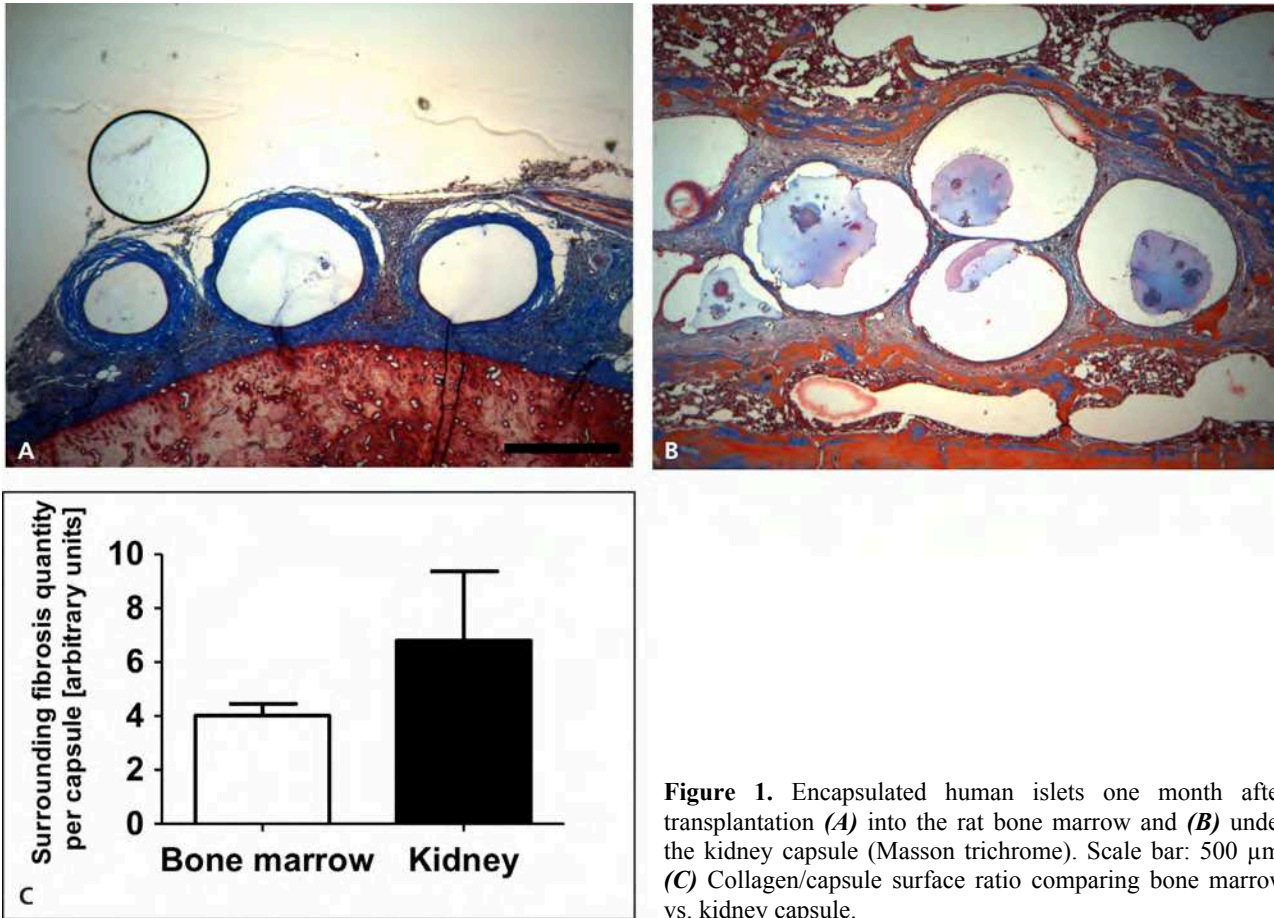 A
B
Surrounding fibrosis quantity
per capsule [arbitrary units]
10
8
6
4
2
0
Bone marrow
Kidney
C
Figure 1. Encapsulated human islets one month afte
transplantation (A) into the rat bone marrow and (B) unde
the kidney capsule (Masson trichrome). Scale bar: 500 µm
(C) Collagen/capsule surface ratio comparing bone marrow
vs. kidney capsule.